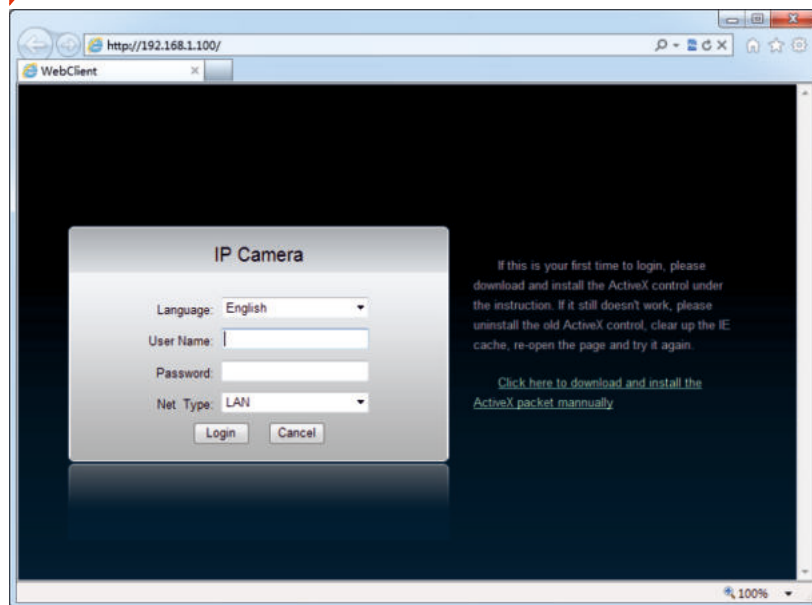 http://192.168.1.100/
WebClient
IP Camera
Language: English
User Name:
Password:
Net Type: LAN
Login Cancel
If this is your first time to login, please
download and install the ActiveX control under
the instruction. If it still doesn't work, please
uninstall the old ActiveX control, clear up the IE
cache, re-open the page and try it again.
Click here to download and install the
ActiveX packet mannually
100%